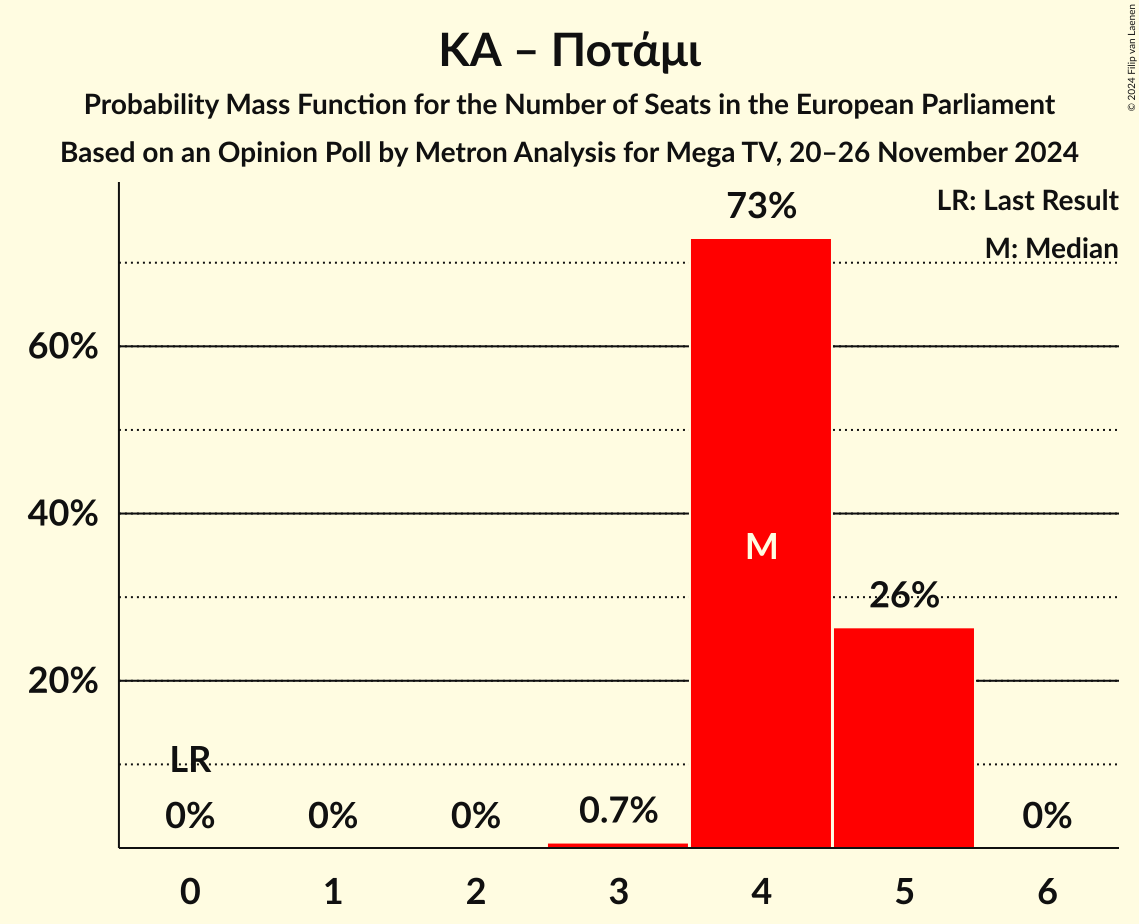 ΚΑ – Ποτάμι
Probability Mass Function for the Number of Seats in the European Parliament
Based on an Opinion Poll by Metron Analysis for Mega TV, 20–26 November 2024
© 2024 Filip van Laenen
LR: Last Result
M: Median
73%
60%
40%
M
26%
20%
LR
0%
0%
0%
0.7%
0%
0
1
2
3
4
5
6